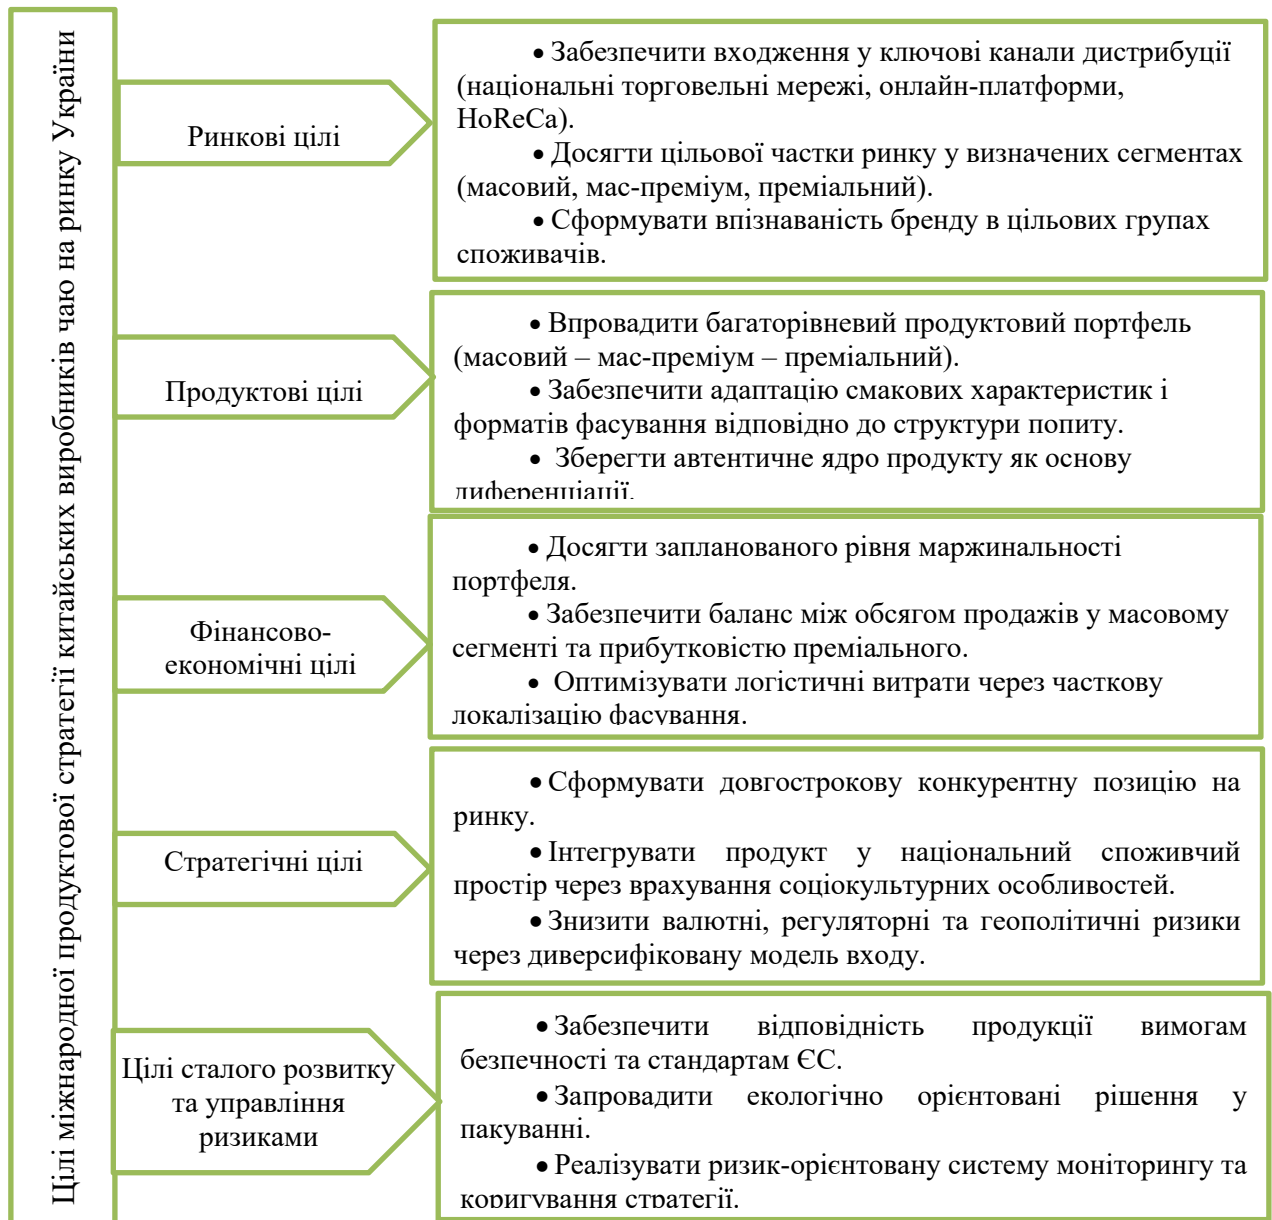 Цілі міжнародної продуктової стратегії китайських виробників чаю на ринку України
Ринкові цілі
• Забезпечити входження у ключові канали дистрибуції
(національні торговельні мережі, онлайн-платформи,
HoReCa).
• Досягти цільової частки ринку у визначених сегментах
(масовий, мас-преміум, преміальний).
• Сформувати впізнаваність бренду в цільових групах
споживачів.
Продуктові цілі
• Впровадити багаторівневий продуктовий портфель
(масовий – мас-преміум – преміальний).
• Забезпечити адаптацію смакових характеристик і
форматів фасування відповідно до структури попиту.
• Зберегти автентичне ядро продукту як основу
диференціації.
Фінансово-
економічні цілі
• Досягти запланованого рівня маржинальності
портфеля.
• Забезпечити баланс між обсягом продажів у масовому
сегменті та прибутковістю преміального.
• Оптимізувати логістичні витрати через часткову
локалізацію фасування.
Стратегічні цілі
• Сформувати довгострокову конкурентну позицію на
ринку.
• Інтегрувати продукт у національний споживчий
простір через врахування соціокультурних особливостей.
• Знизити валютні, регуляторні та геополітичні ризики
через диверсифіковану модель входу.
Цілі сталого розвитку
та управління
ризиками
• Забезпечити відповідність продукції вимогам
безпечності та стандартам ЄС.
• Запровадити екологічно орієнтовані рішення у
пакуванні.
• Реалізувати ризик-орієнтовану систему моніторингу та
коригування стратегії.